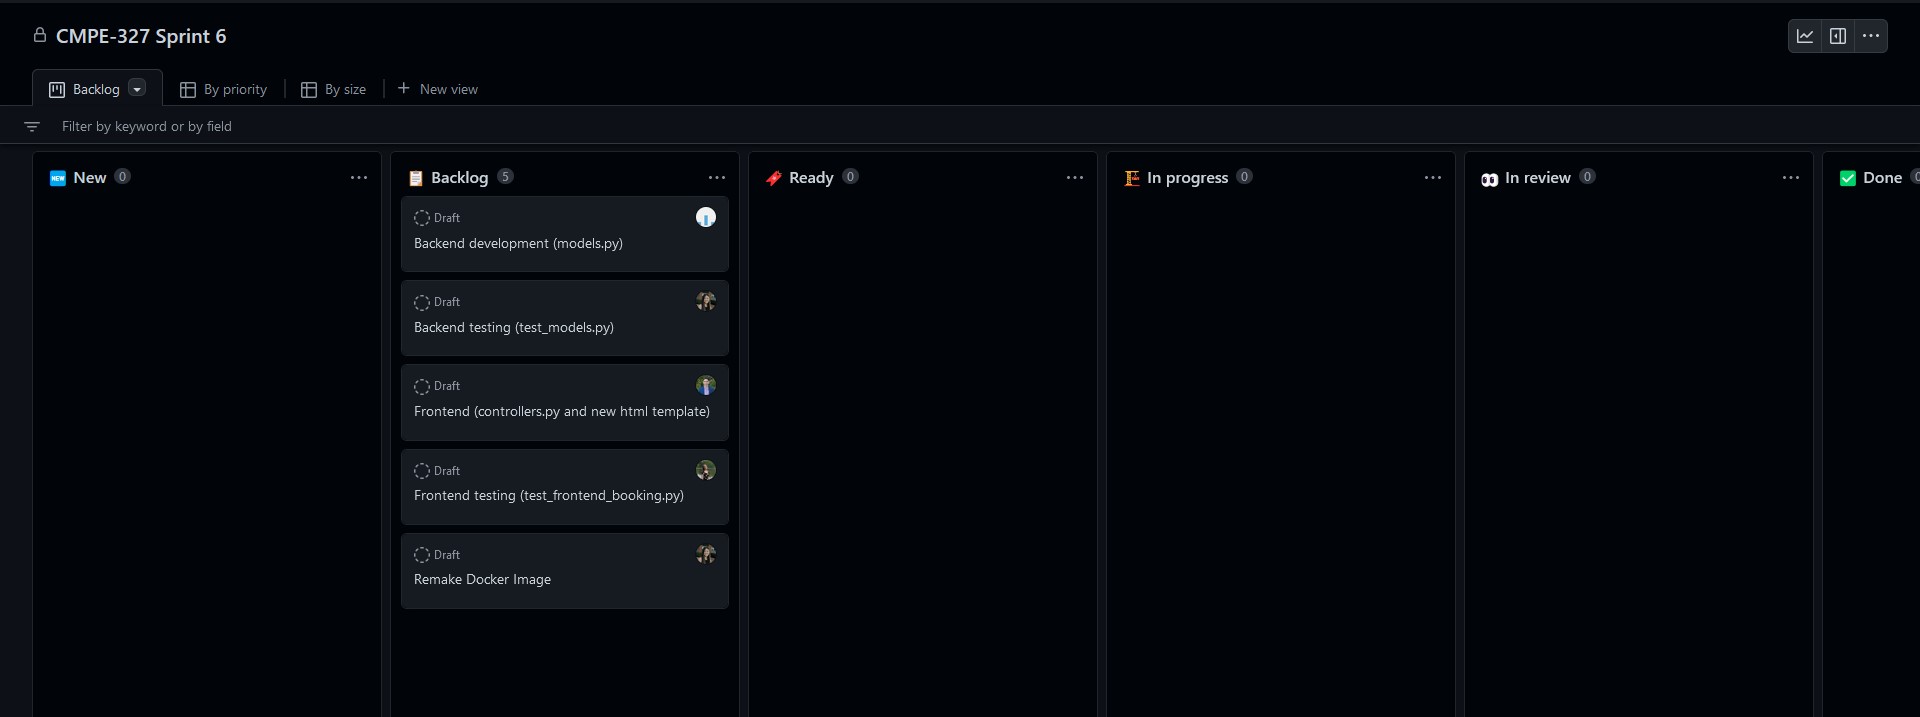 CMPE-327 Sprint 6
Backlog
By priority
By size
New view
Filter by keyword or by field
NEW New 0
Backlog 5
Draft
Backend development (models.py)
Draft
Backend testing (test_models.py)
Draft
Frontend (controllers.py and new html template)
Draft
Frontend testing (test_frontend_booking.py)
Draft
Remake Docker Image
Ready 0
In progress 0
In review 0
Done